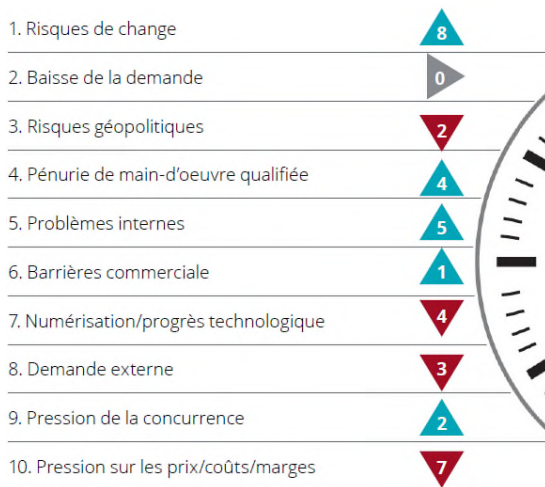 1. Risques de change 8
2. Baisse de la demande 0
3. Risques géopolitiques 2
4. Pénurie de main-d'oeuvre qualifiée 4
5. Problèmes internes 5
6. Barrières commerciale 1
7. Numérisation/progrès technologique 4
8. Demande externe 3
9. Pression de la concurrence 2
10. Pression sur les prix/coûts/marges 7